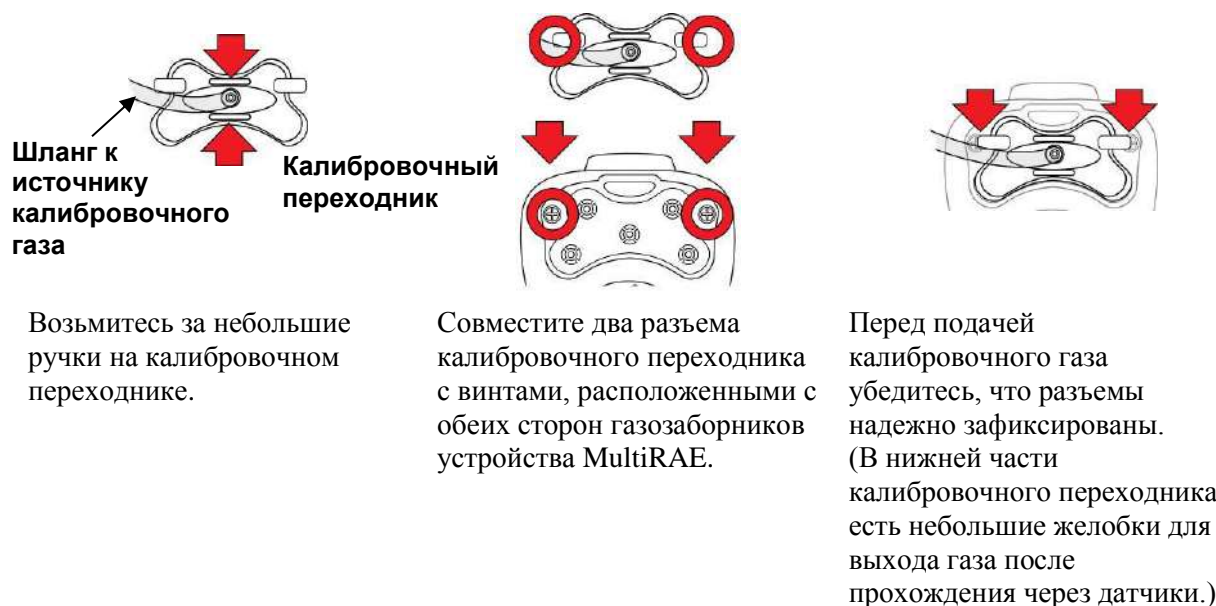 Шланг к
источнику
калибровочного
газа
Калибровочный
переходник
Возьмитесь за небольшие
ручки на калибровочном
переходнике.
Совместите два разъема
калибровочного переходника
с винтами, расположенными с
обеих сторон газозаборников
устройства MultiRAE.
Перед подачей
калибровочного газа
убедитесь, что разъемы
надежно зафиксированы.
(В нижней части
калибровочного переходника
есть небольшие желобки для
выхода газа после
прохождения через датчики.)